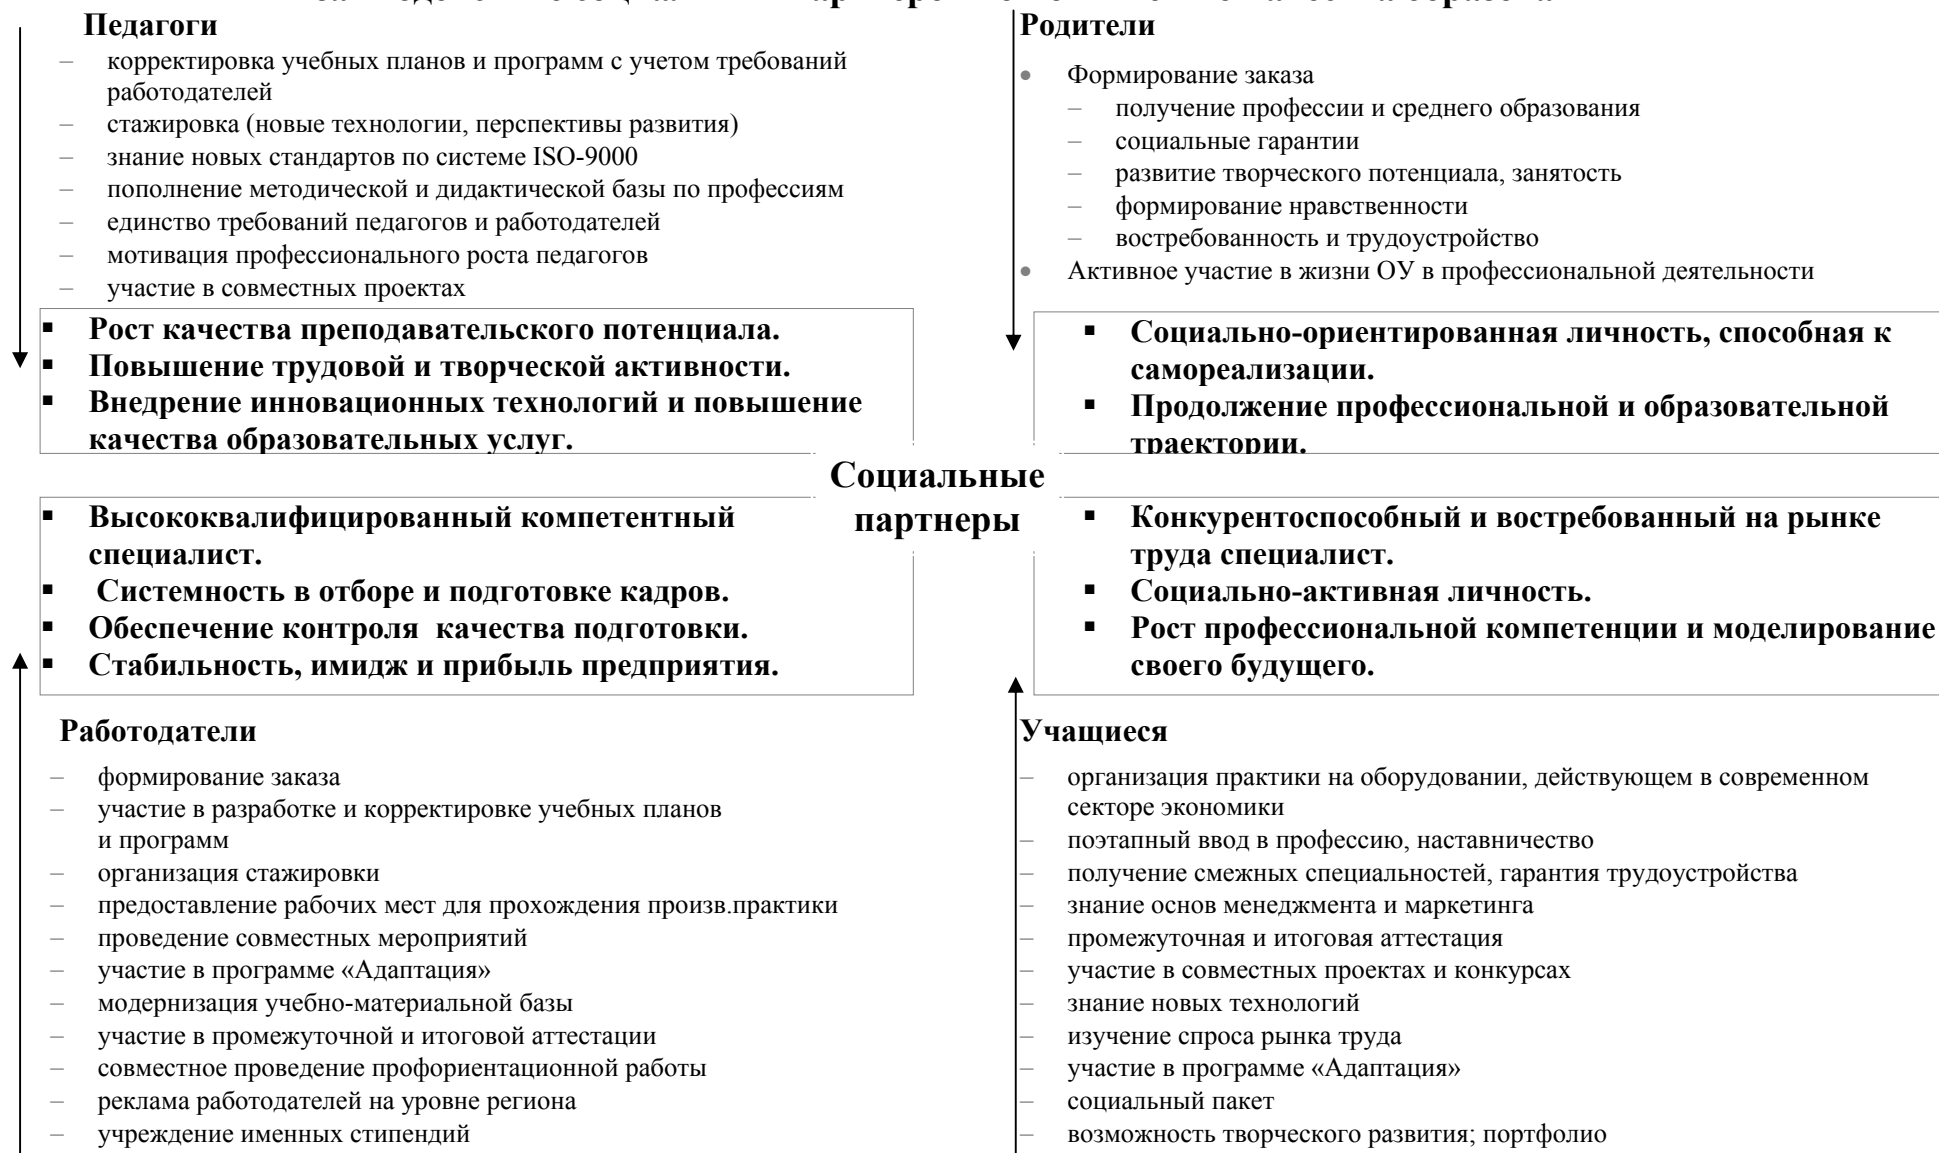 Педагоги
– корректировка учебных планов и программ с учетом требований
работодателей
– стажировка (новые технологии, перспективы развития)
– знание новых стандартов по системе ISO-9000
– пополнение методической и дидактической базы по профессиям
– единство требований педагогов и работодателей
– мотивация профессионального роста педагогов
– участие в совместных проектах
▪ Рост качества преподавательского потенциала.
▪ Повышение трудовой и творческой активности.
▪ Внедрение инновационных технологий и повышение
качества образовательных услуг.
Родители
• Формирование заказа
– получение профессии и среднего образования
– социальные гарантии
– развитие творческого потенциала, занятость
– формирование нравственности
– востребованность и трудоустройство
• Активное участие в жизни ОУ в профессиональной деятельности
▪ Социально-ориентированная личность, способная к
самореализации.
▪ Продолжение профессиональной и образовательной
траектории.
Социальные
партнеры
▪ Высококвалифицированный компетентный
специалист.
▪ Системность в отборе и подготовке кадров.
▪ Обеспечение контроля качества подготовки.
▪ Стабильность, имидж и прибыль предприятия.
Работодатели
– формирование заказа
– участие в разработке и корректировке учебных планов
и программ
– организация стажировки
– предоставление рабочих мест для прохождения произв.практики
– проведение совместных мероприятий
– участие в программе «Адаптация»
– модернизация учебно-материальной базы
– участие в промежуточной и итоговой аттестации
– совместное проведение профориентационной работы
– реклама работодателей на уровне региона
– учреждение именных стипендий
▪ Конкурентоспособный и востребованный на рынке
труда специалист.
▪ Социально-активная личность.
▪ Рост профессиональной компетенции и моделирование
своего будущего.
Учащиеся
– организация практики на оборудовании, действующем в современном
секторе экономики
– поэтапный ввод в профессию, наставничество
– получение смежных специальностей, гарантия трудоустройства
– знание основ менеджмента и маркетинга
– промежуточная и итоговая аттестация
– участие в совместных проектах и конкурсах
– знание новых технологий
– изучение спроса рынка труда
– участие в программе «Адаптация»
– социальный пакет
– возможность творческого развития; портфолио